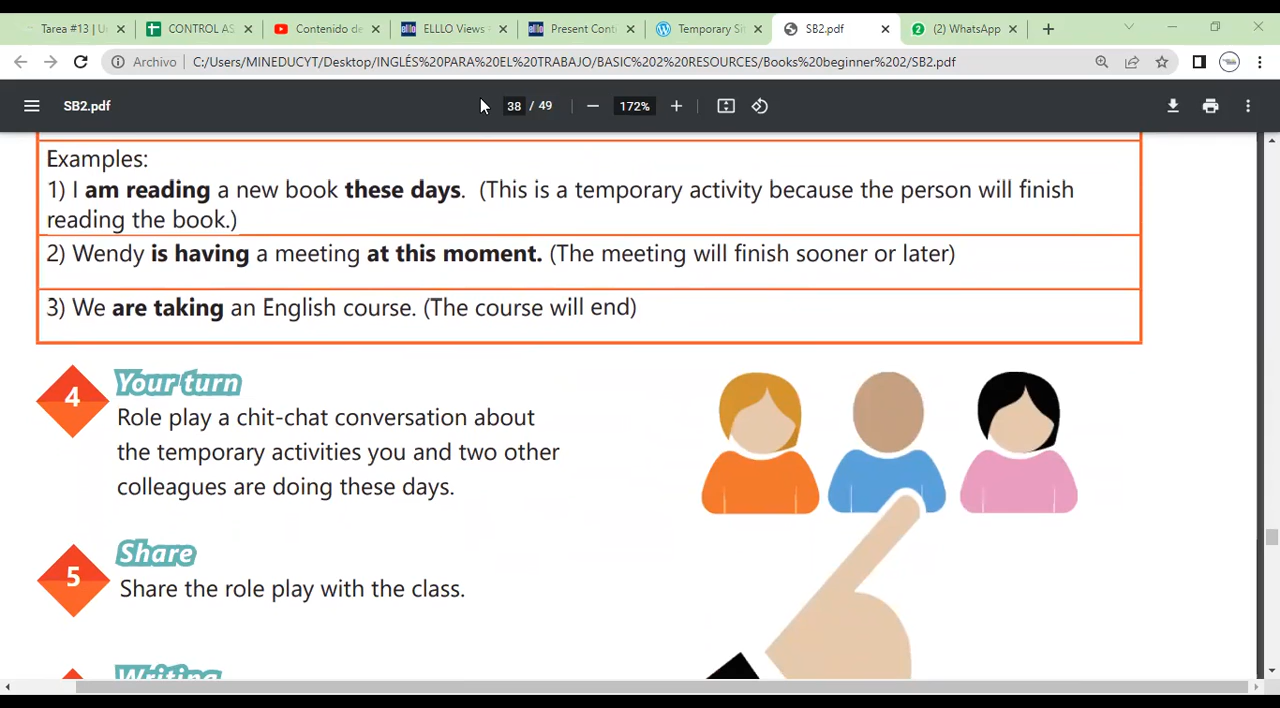 Tarea #13 | U
CONTROL AS
Contenido de
elllo ELLLO Views
elllo Present Cont
Temporary Si
SB2.pdf
2 (2) WhatsApp
Archivo C:/Users/MINEDUCYT/Desktop/INGLÉS%20PARA%20EL%20TRABAJO/BASIC%202%20RESOURCES/Books%20beginner%202/SB2.pdf
SB2.pdf 38 / 49 172%
Examples:
1) I am reading a new book these days. (This is a temporary activity because the person will finish
reading the book.)
2) Wendy is having a meeting at this moment. (The meeting will finish sooner or later)
3) We are taking an English course. (The course will end)
4 Your turn
Role play a chit-chat conversation about
the temporary activities you and two other
colleagues are doing these days.
5 Share
Share the role play with the class.
Writing